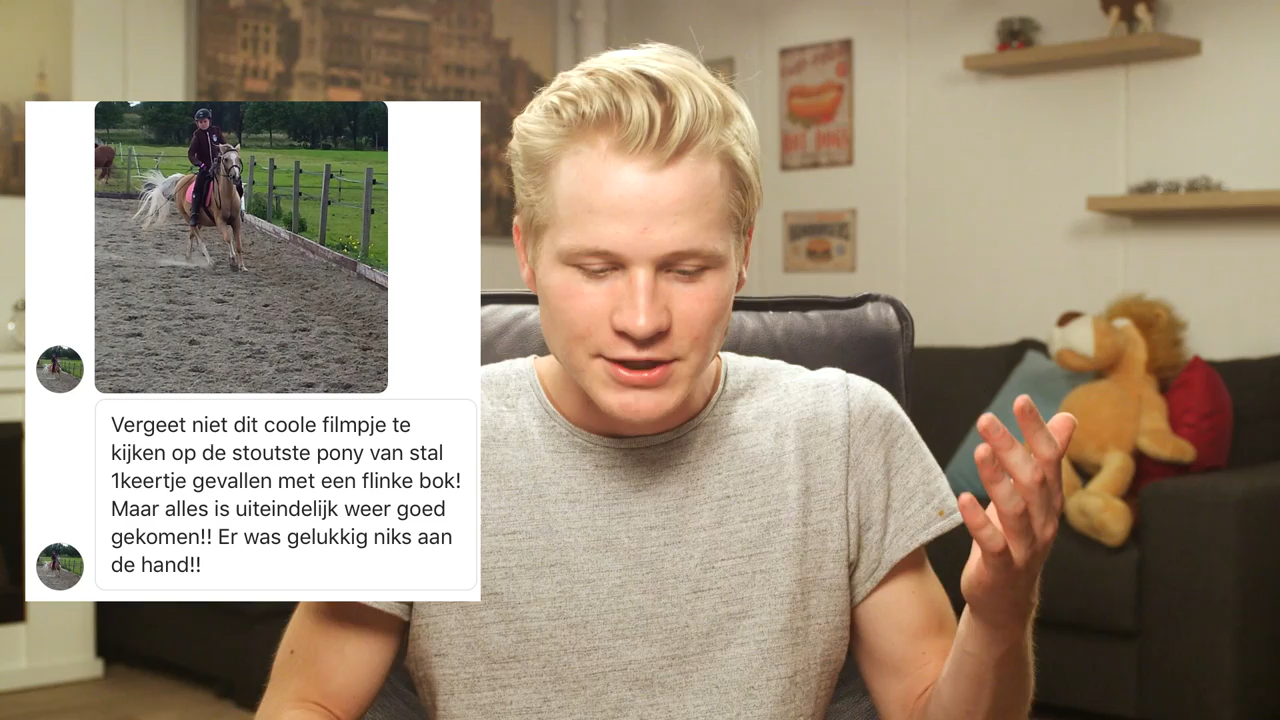 Vergeet niet dit coole filmpje te
kijken op de stoutste pony van stal
1keertje gevallen met een flinke bok!
Maar alles is uiteindelijk weer goed
gekomen!! Er was gelukkig niks aan
de hand!!